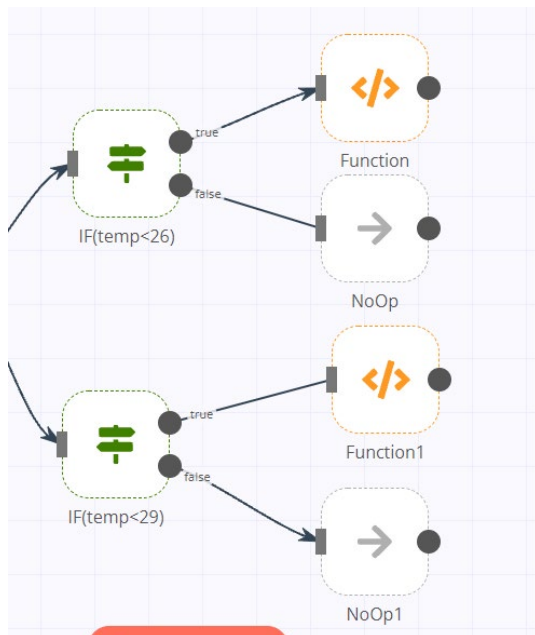 true
Function
false
IF(temp<26)
NoOp
true
Function1
false
IF(temp<29)
NoOp1